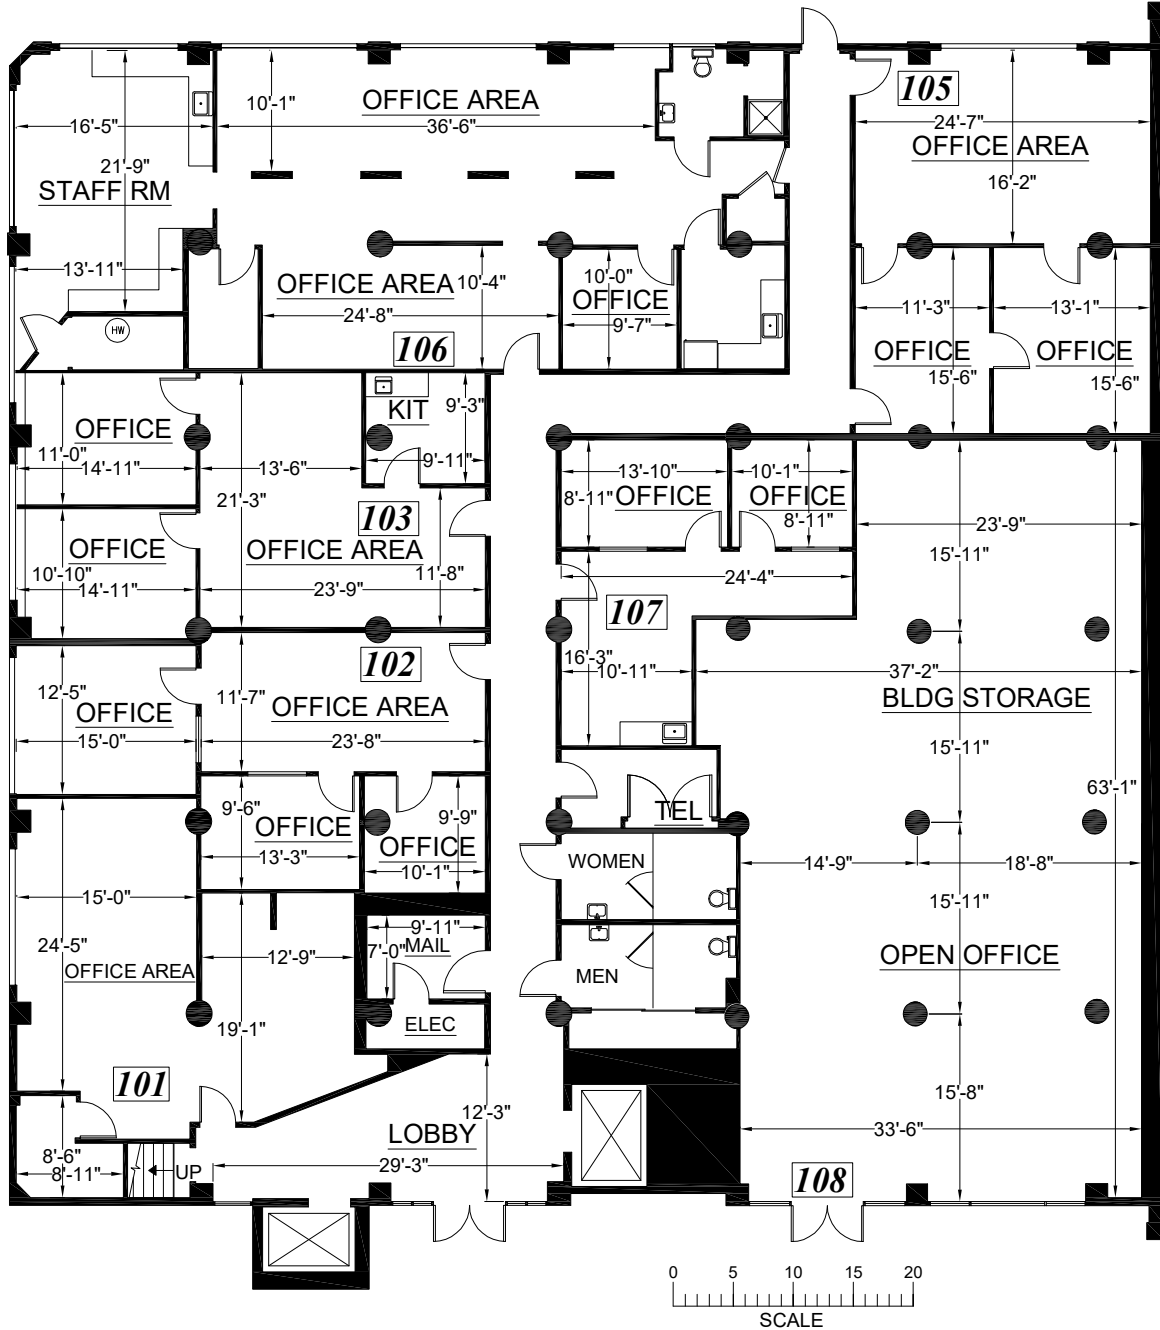 10'-1"
OFFICE AREA
36'-6"
105
24'-7"
OFFICE AREA
16'-2"
16'-5"
21'-9"
STAFF RM
13'-11"
HW
OFFICE AREA
10'-4"
24'-8"
106
10'-0"
OFFICE
9'-7"
11'-3"
OFFICE
15'-6"
13'-1"
OFFICE
15'-6"
OFFICE
11'-0"
14'-11"
13'-6"
21'-3"
KIT
9'-3"
9'-11"
103
OFFICE AREA
11'-8"
23'-9"
OFFICE
10'-10"
14'-11"
13'-10"
8'-11"
OFFICE
10'-1"
OFFICE
8'-11"
23'-9"
15'-11"
24'-4"
107
16'-3"
10'-11"
37'-2"
BLDG STORAGE
15'-11"
63'-1"
12'-5"
OFFICE
15'-0"
102
11'-7"
OFFICE AREA
23'-8"
9'-6"
OFFICE
13'-3"
9'-9"
OFFICE
10'-1"
TEL
WOMEN
MEN
14'-9"
18'-8"
15'-11"
OPEN OFFICE
15'-0"
24'-5"
OFFICE AREA
12'-9"
19'-1"
9'-11"
7'-0"
MAIL
ELEC
101
8'-6"
8'-11"
UP
12'-3"
LOBBY
29'-3"
15'-8"
33'-6"
108
0 5 10 15 20
SCALE